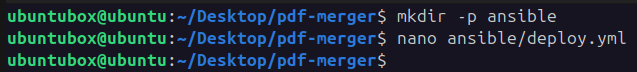 ubuntubox@ubuntu:~/Desktop/pdf-merger$ mkdir -p ansible
ubuntubox@ubuntu:~/Desktop/pdf-merger$ nano ansible/deploy.yml
ubuntubox@ubuntu:~/Desktop/pdf-merger$